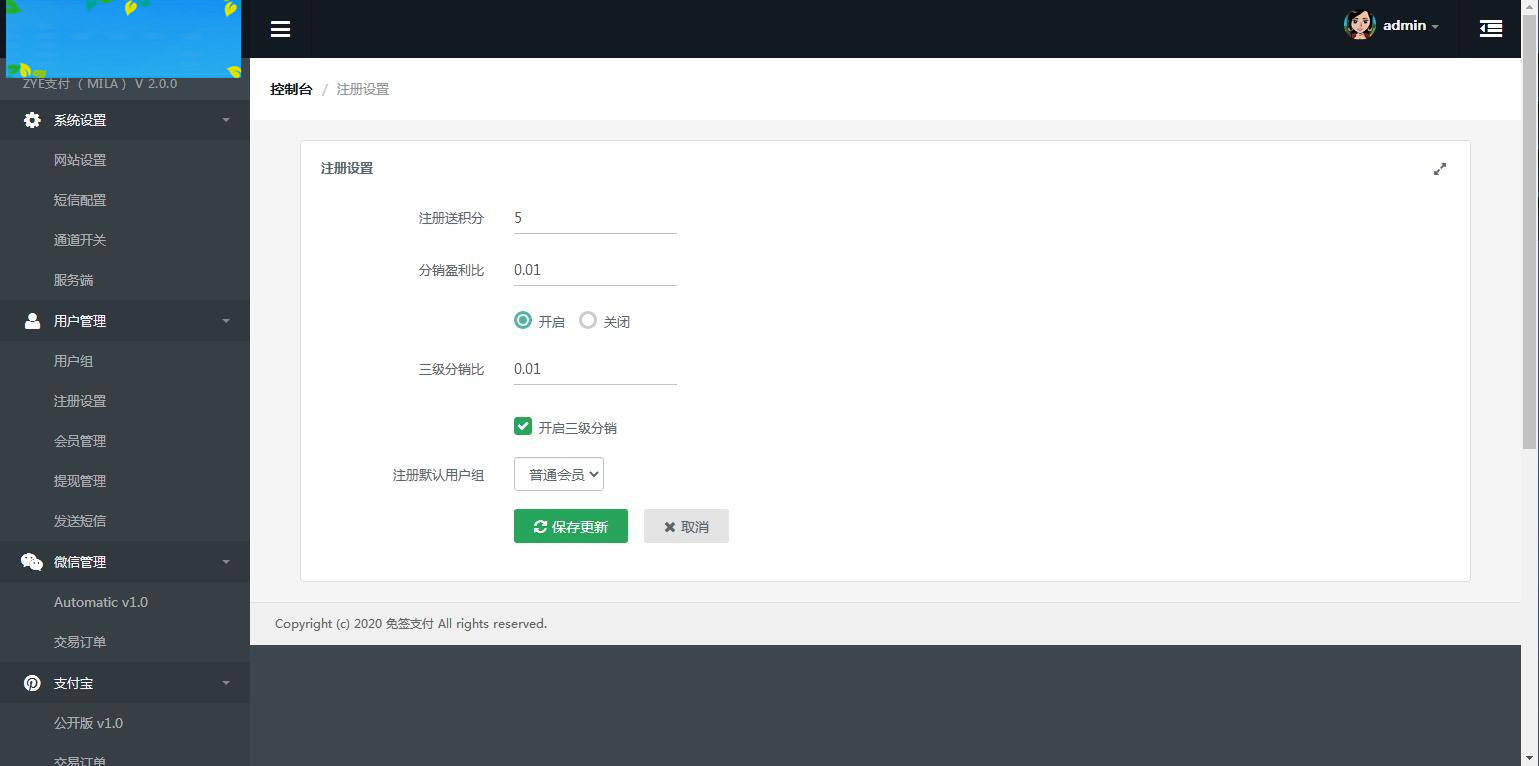 admin
ZYE支付（ MILA ）V 2.0.0
系统设置
网站设置
短信配置
通道开关
服务端
用户管理
用户组
注册设置
会员管理
提现管理
发送短信
微信管理
Automatic v1.0
交易订单
支付宝
公开版 v1.0
交易订单
控制台 / 注册设置
注册设置
注册送积分 5
分销盈利比 0.01
开启 关闭
三级分销比 0.01
开启三级分销
注册默认用户组 普通会员
保存更新 取消
Copyright (c) 2020 免签支付 All rights reserved.